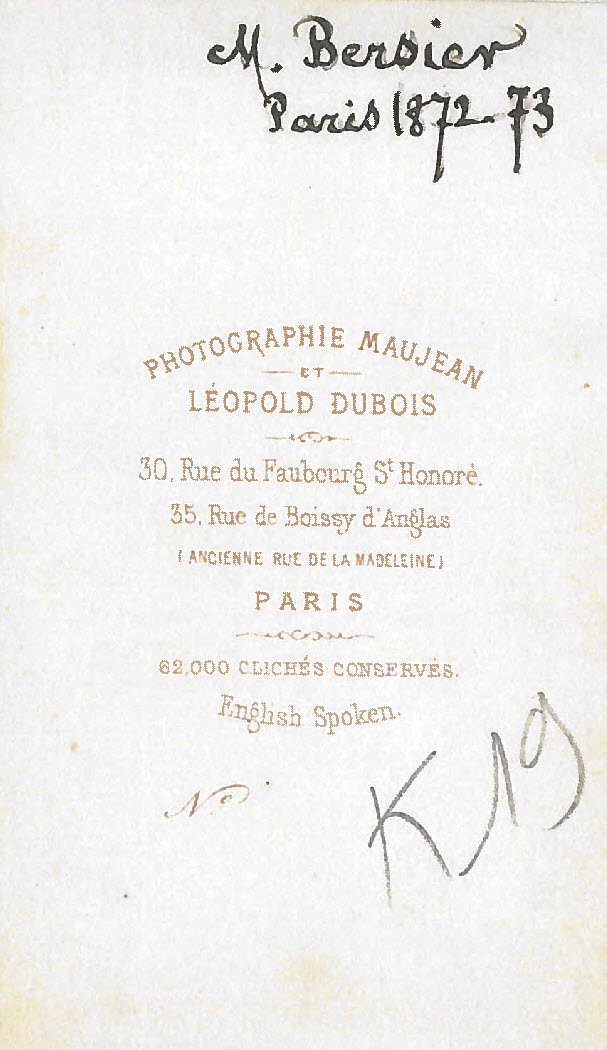 M. Bersier
Paris 1872-73
PHOTOGRAPHIE MAUJEAN
ET
LÉOPOLD DUBOIS
30, Rue du Faubourg St Honoré.
35, Rue de Boissy d'Anglas
(ANCIENNE RUE DE LA MADELEINE)
PARIS
62,000 CLICHÉS CONSERVÉS.
English Spoken.
No
K19